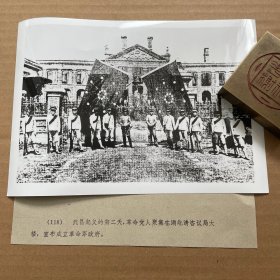 (118) 武昌起义的第二天，革命党人聚集在湖北谘议局大
楼，宣布成立革命军政府。